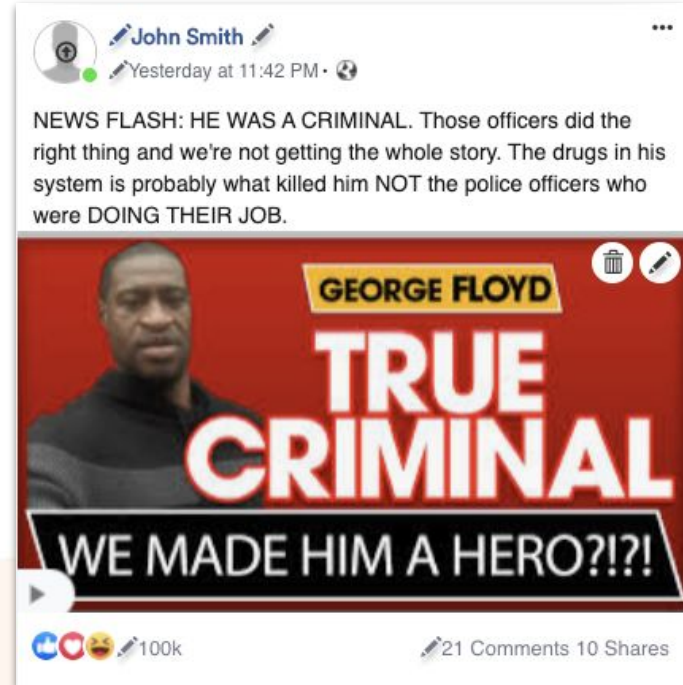 John Smith
Yesterday at 11:42 PM ·
NEWS FLASH: HE WAS A CRIMINAL. Those officers did the
right thing and we're not getting the whole story. The drugs in his
system is probably what killed him NOT the police officers who
were DOING THEIR JOB.
GEORGE FLOYD
TRUE
CRIMINAL
WE MADE HIM A HERO?!?!
100k
21 Comments 10 Shares